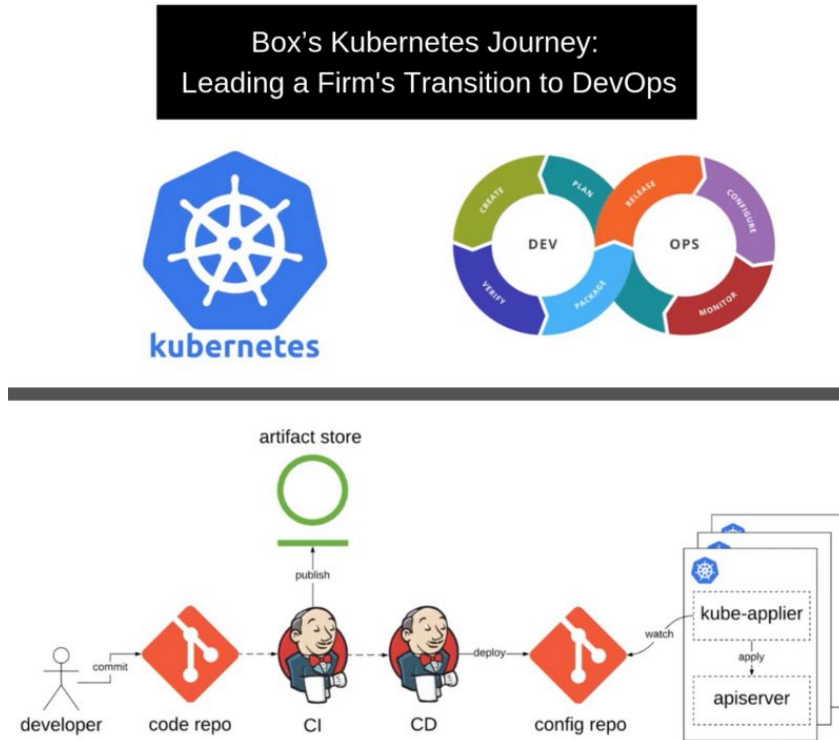 Box's Kubernetes Journey:
Leading a Firm's Transition to DevOps
kubernetes
CREATE
PLAN
RELEASE
CONFIGURE
DEV
OPS
VERIFY
PACKAGE
MONITOR
artifact store
publish
commit
deploy
watch
kube-applier
apply
apiserver
developer
code repo
CI
CD
config repo